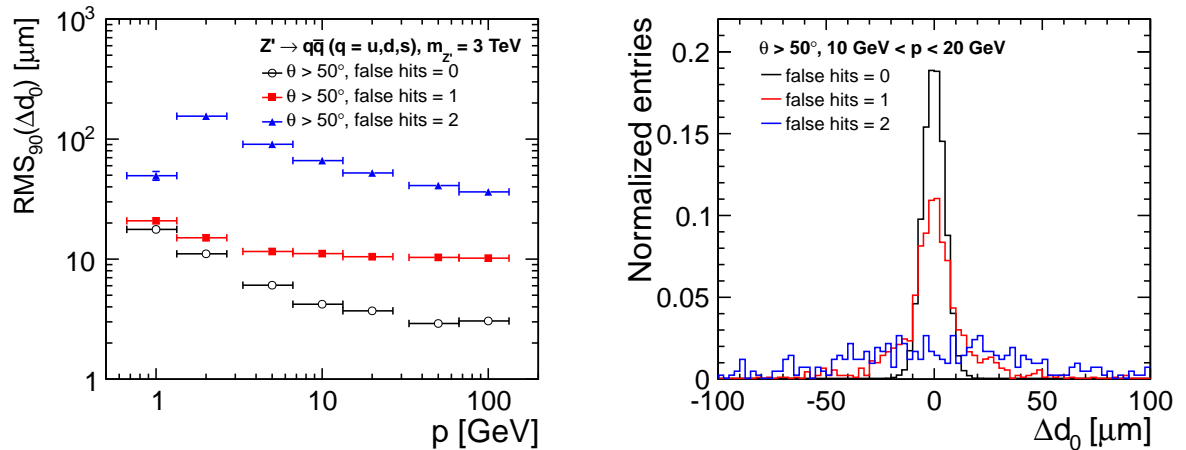 RMS₉₀(Δd₀) [μm]
10³
10²
10
1
Z' → qq̅ (q = u,d,s), m_Z' = 3 TeV
θ > 50°, false hits = 0
θ > 50°, false hits = 1
θ > 50°, false hits = 2
1 10 100
p [GeV]
Normalized entries
0.2
0.15
0.1
0.05
0
θ > 50°, 10 GeV < p < 20 GeV
false hits = 0
false hits = 1
false hits = 2
-100 -50 0 50 100
Δd₀ [μm]